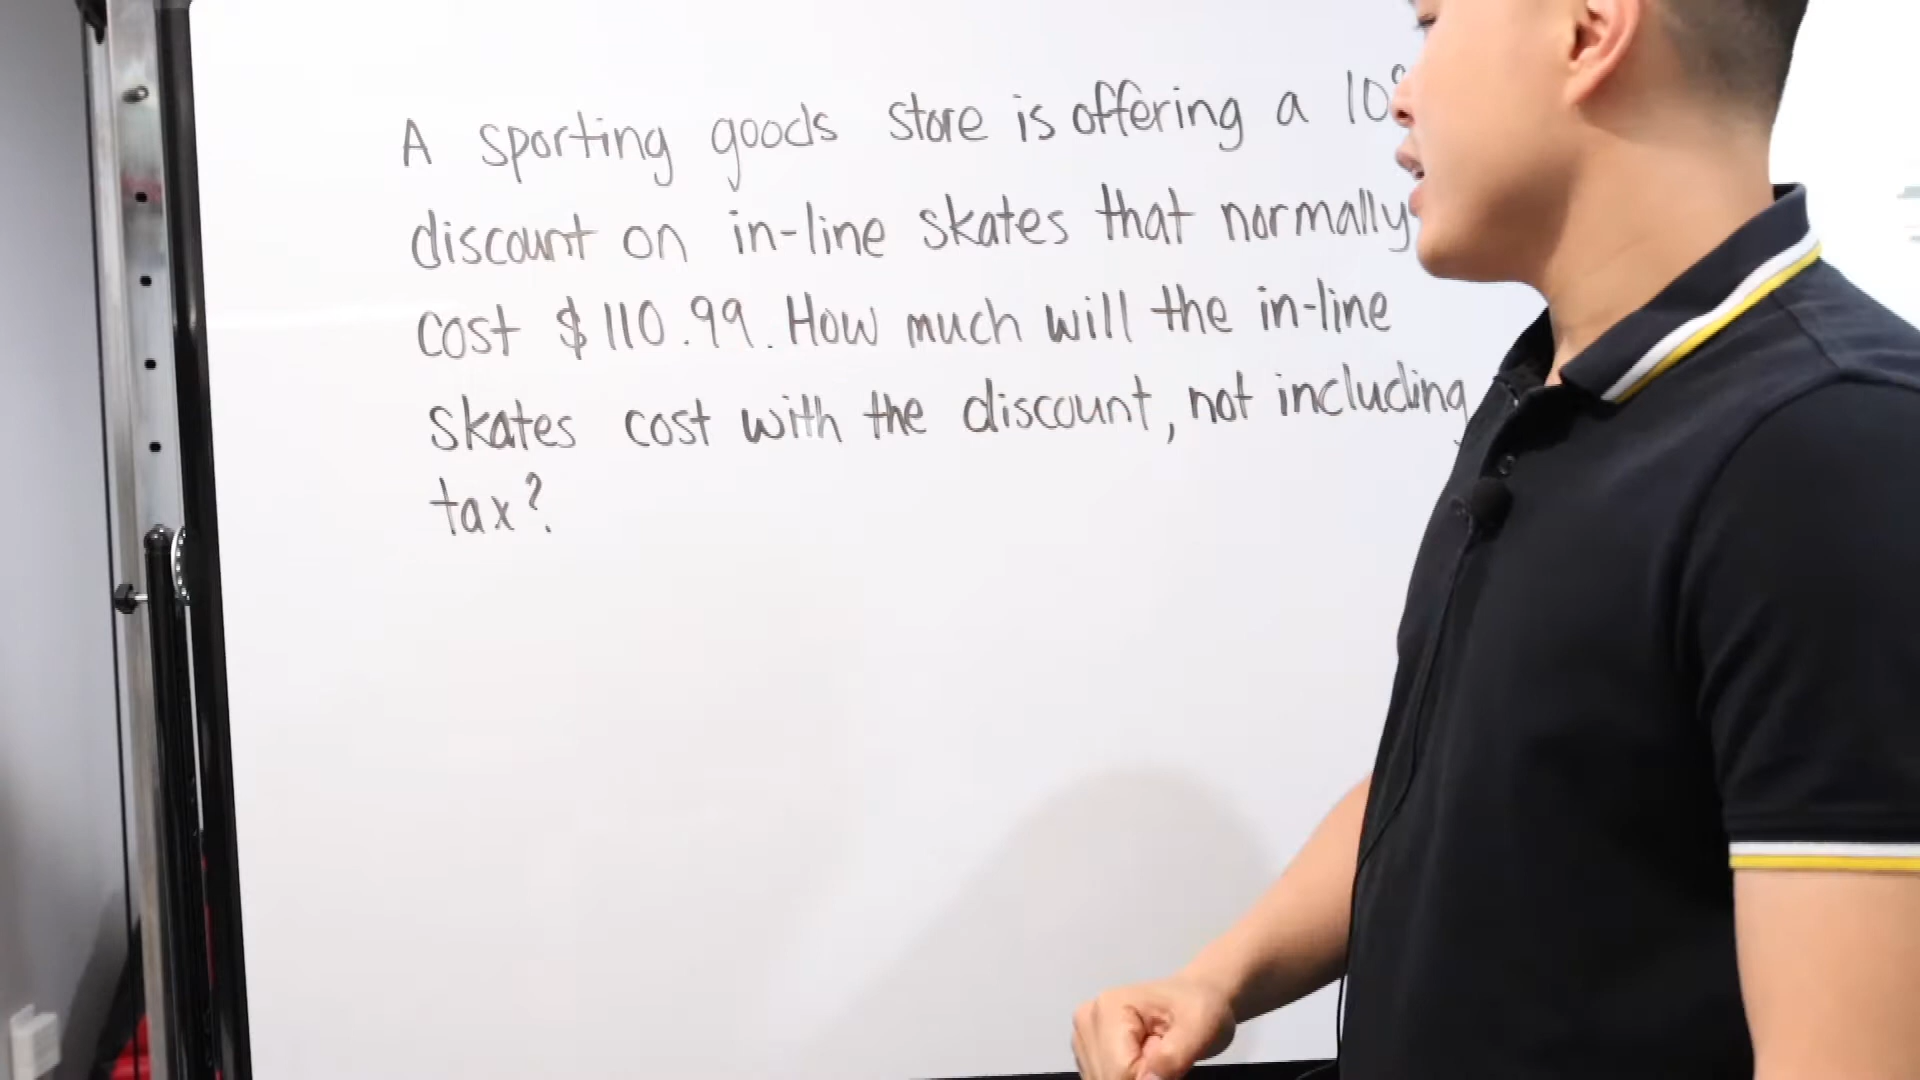 A sporting goods store is offering a 10%
discount on in-line skates that normally
cost $110.99. How much will the in-line
skates cost with the discount, not including
tax?